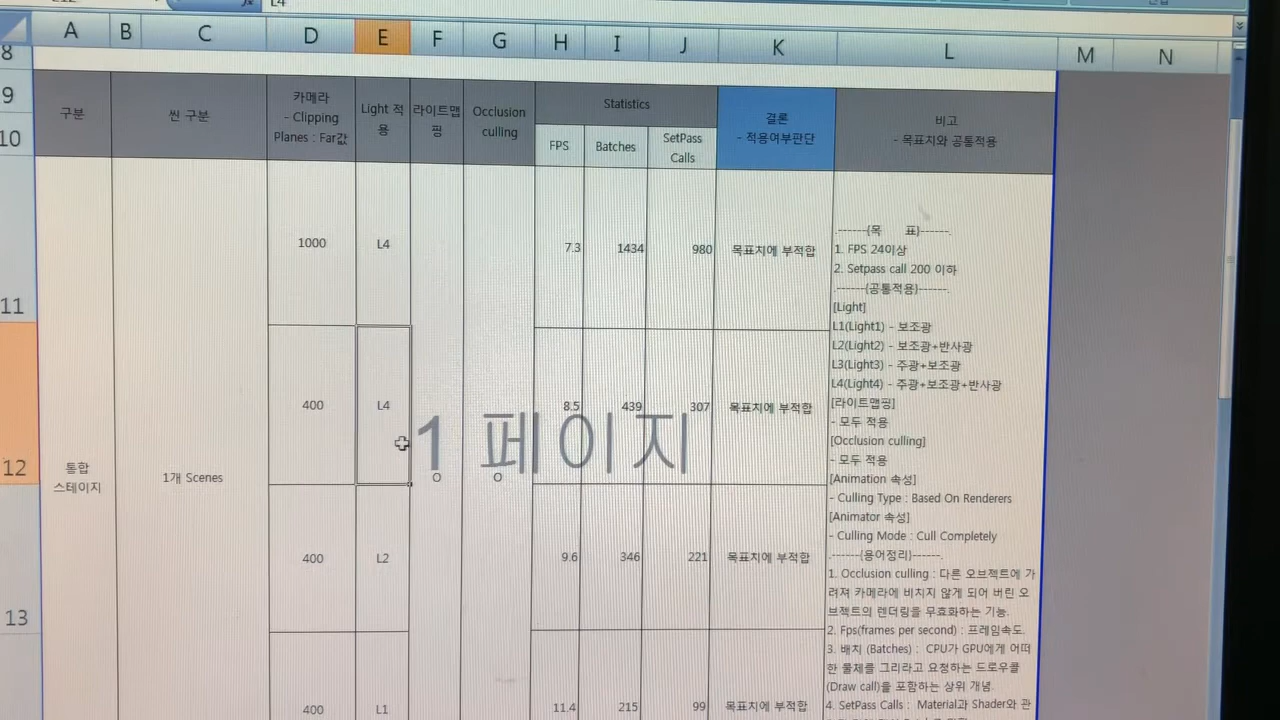 L4
A B C D E F G H I J K L M N
8
9
10
구분
씬 구분
카메라
- Clipping
Planes : Far값
Light 적
용
라이트맵
핑
Occlusion
culling
Statistics
FPS
Batches
SetPass
Calls
결론
- 적용여부판단
비고
- 목표치와 공통적용
11
1000
L4
7.3
1434
980
목표치에 부적합
12
400
L4
8.5
439
307
목표치에 부적합
1 페이지
통합
스테이지
1개 Scenes
O
O
13
400
L2
9.6
346
221
목표치에 부적합
400
L1
11.4
215
99
목표치에 부적합
.------{목 표}------.
1. FPS 24이상
2. Setpass call 200 이하
.------{공통적용}------.
[Light]
L1(Light1) - 보조광
L2(Light2) - 보조광+반사광
L3(Light3) - 주광+보조광
L4(Light4) - 주광+보조광+반사광
[라이트맵핑]
- 모두 적용
[Occlusion culling]
- 모두 적용
[Animation 속성]
- Culling Type : Based On Renderers
[Animator 속성]
- Culling Mode : Cull Completely
.------{용어정리}------.
1. Occlusion culling : 다른 오브젝트에 가
려져 카메라에 비치지 않게 되어 버린 오
브젝트의 렌더링을 무효화하는 기능.
2. Fps(frames per second) : 프레임속도.
3. 배치 (Batches) : CPU가 GPU에게 어떠
한 물체를 그리라고 요청하는 드로우콜
(Draw call)을 포함하는 상위 개념.
4. SetPass Calls : Material과 Shader와 관